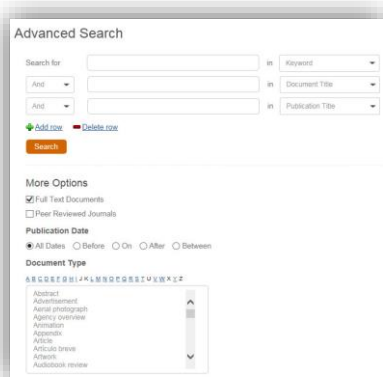 Advanced Search
Search for in Keyword
And in Document Title
And in Publication Title
Add row Delete row
Search
More Options
Full Text Documents
Peer Reviewed Journals
Publication Date
All Dates Before On After Between
Document Type
A B C D E F G H I J K L M N O P Q R S T U V W X Y Z
Abstract
Advertisement
Aerial photograph
Agency overview
Animation
Appendix
Article
Artículo breve
Artwork
Audiobook review